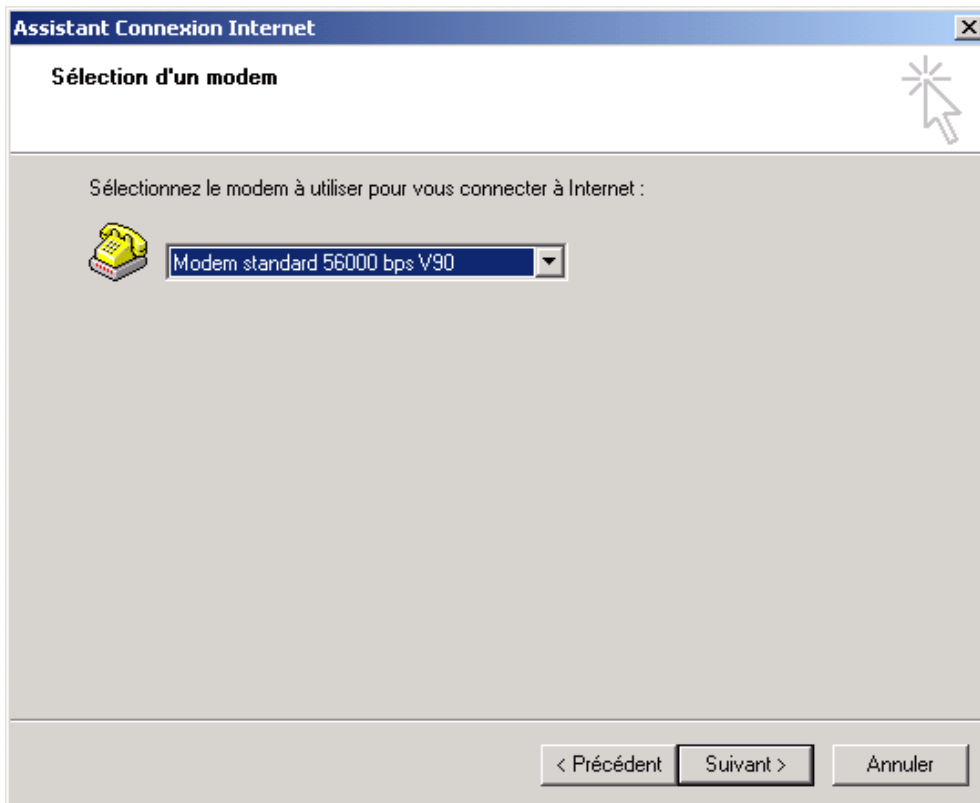 Assistant Connexion Internet
Sélection d'un modem
Sélectionnez le modem à utiliser pour vous connecter à Internet :
Modem standard 56000 bps V90
< Précédent Suivant > Annuler